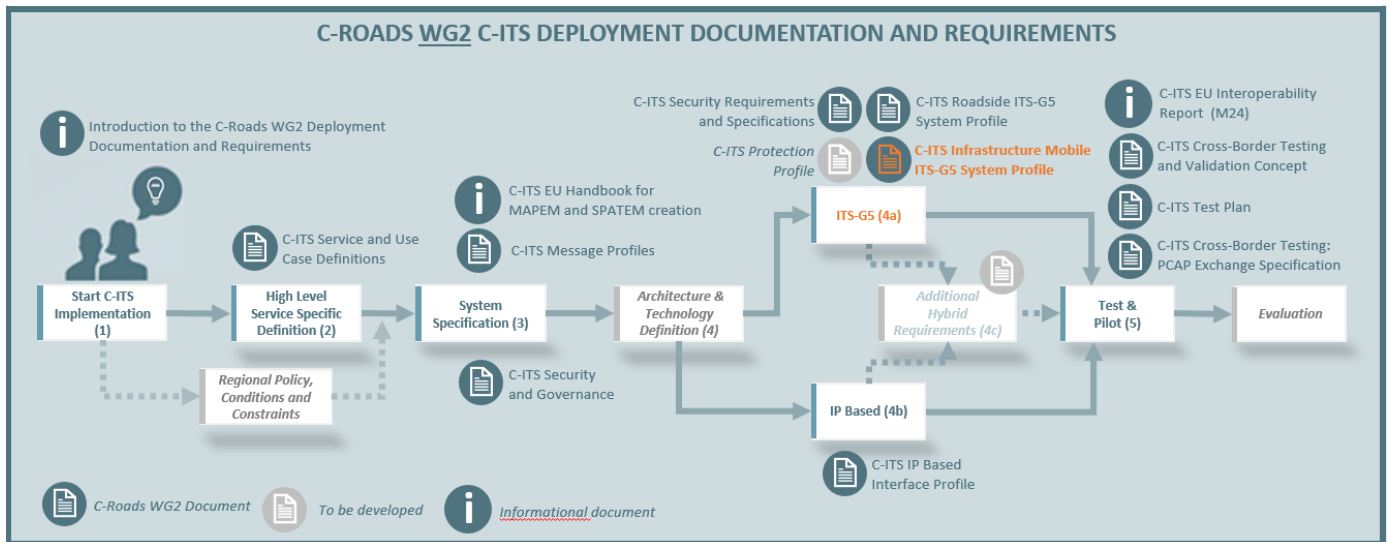 C-ROADS WG2 C-ITS DEPLOYMENT DOCUMENTATION AND REQUIREMENTS
Introduction to the C-Roads WG2 Deployment
Documentation and Requirements
C-ITS Service and Use
Case Definitions
C-ITS EU Handbook for
MAPEM and SPATEM creation
C-ITS Message Profiles
C-ITS Security Requirements
and Specifications
C-ITS Protection
Profile
C-ITS Roadside ITS-G5
System Profile
C-ITS Infrastructure Mobile
ITS-G5 System Profile
C-ITS EU Interoperability
Report (M24)
C-ITS Cross-Border Testing
and Validation Concept
C-ITS Test Plan
C-ITS Cross-Border Testing:
PCAP Exchange Specification
Start C-ITS
Implementation
(1)
High Level
Service Specific
Definition (2)
System
Specification (3)
Architecture &
Technology
Definition (4)
ITS-G5 (4a)
Additional
Hybrid
Requirements (4c)
Test &
Pilot (5)
Evaluation
Regional Policy,
Conditions and
Constraints
C-ITS Security
and Governance
IP Based (4b)
C-ITS IP Based
Interface Profile
C-Roads WG2 Document
To be developed
Informational document